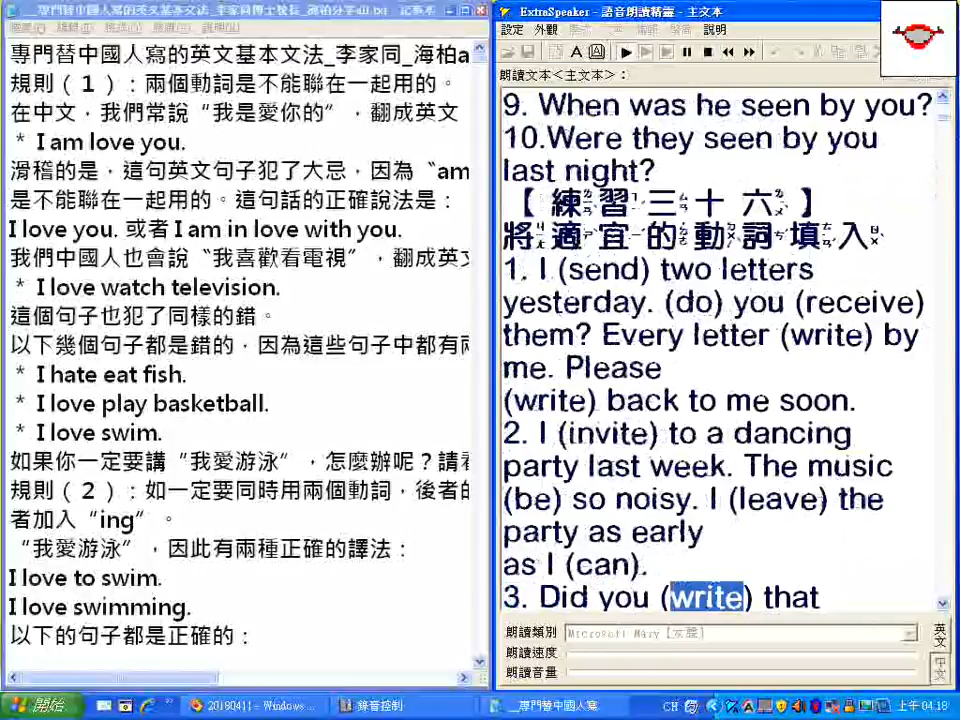 專門替中國人寫的英文基本文法_李家同_海柏a
規則(1):兩個動詞是不能聯在一起用的。
在中文,我們常說“我是愛你的”,翻成英文
* I am love you.
滑稽的是,這句英文句子犯了大忌,因為“am
是不能聯在一起用的。這句話的正確說法是:
I love you. 或者 I am in love with you.
我們中國人也會說“我喜歡看電視”,翻成英文
* I love watch television.
這個句子也犯了同樣的錯。
以下幾個句子都是錯的,因為這些句子中都有兩
* I hate eat fish.
* I love play basketball.
* I love swim.
如果你一定要講“我愛游泳”,怎麼辦呢?請看
規則(2):如一定要同時用兩個動詞,後者的
者加入“ing”。
“我愛游泳”,因此有兩種正確的譯法:
I love to swim.
I love swimming.
以下的句子都是正確的:
ExtraSpeaker - 語音朗讀精靈 - 主文本
設定 外觀 說明
朗讀文本<主文本>:
9. When was he seen by you?
10.Were they seen by you
last night?
【 練習三十六 】
將適宜的動詞填入
1. I (send) two letters
yesterday. (do) you (receive)
them? Every letter (write) by
me. Please
(write) back to me soon.
2. I (invite) to a dancing
party last week. The music
(be) so noisy. I (leave) the
party as early
as I (can).
3. Did you (write) that
朗讀類別 Microsoft Mary【女聲】
朗讀速度
朗讀音量
英文
中文
開始
20180411 - Windows ...
錄音控制
__專門替中國人寫...
CH
上午 04:18